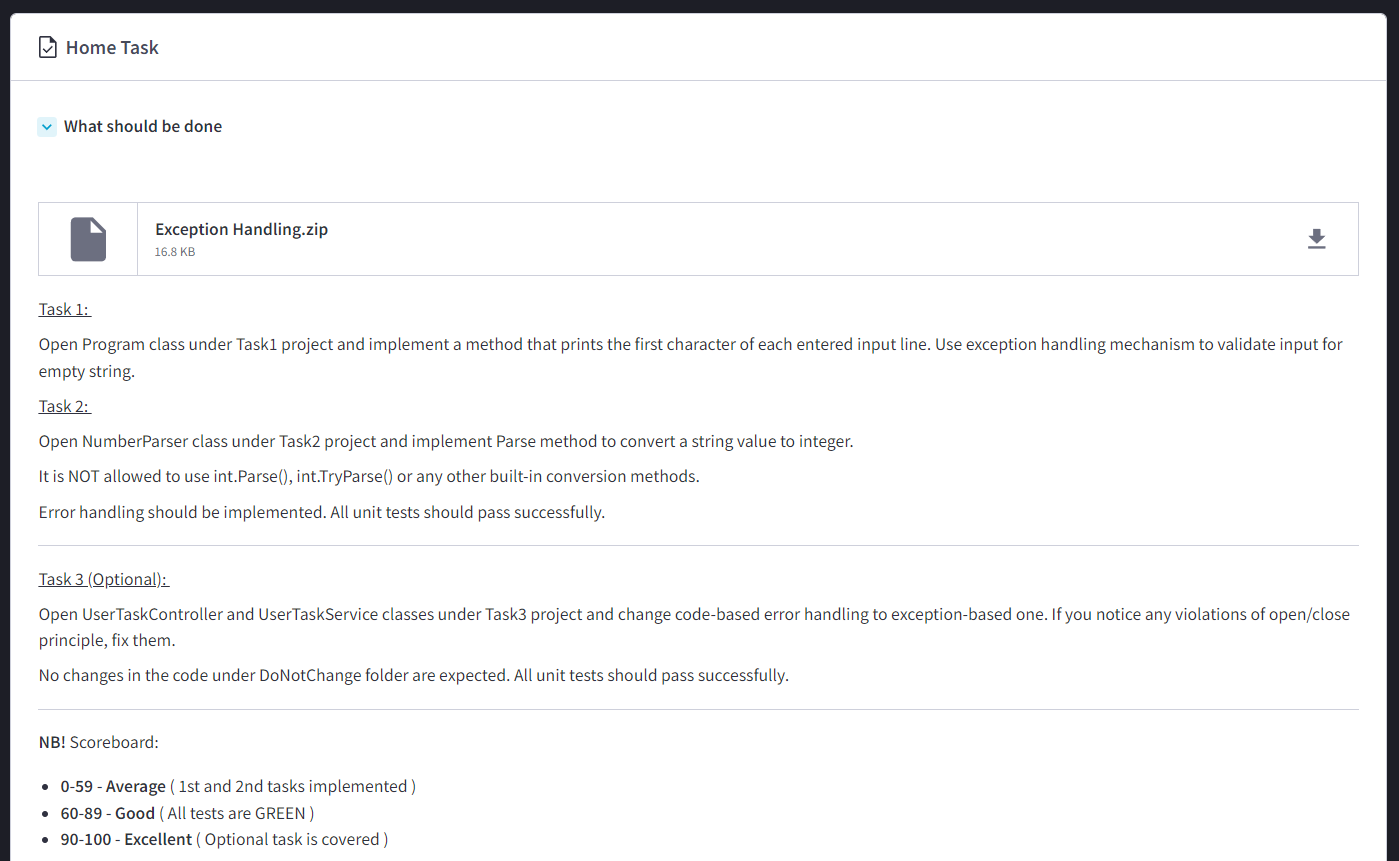 Home Task
What should be done
Exception Handling.zip
16.8 KB
Task 1:
Open Program class under Task1 project and implement a method that prints the first character of each entered input line. Use exception handling mechanism to validate input for
empty string.
Task 2:
Open NumberParser class under Task2 project and implement Parse method to convert a string value to integer.
It is NOT allowed to use int.Parse(), int.TryParse() or any other built-in conversion methods.
Error handling should be implemented. All unit tests should pass successfully.
Task 3 (Optional):
Open UserTaskController and UserTaskService classes under Task3 project and change code-based error handling to exception-based one. If you notice any violations of open/close
principle, fix them.
No changes in the code under DoNotChange folder are expected. All unit tests should pass successfully.
NB! Scoreboard:
• 0-59 - Average ( 1st and 2nd tasks implemented )
• 60-89 - Good ( All tests are GREEN )
• 90-100 - Excellent ( Optional task is covered )